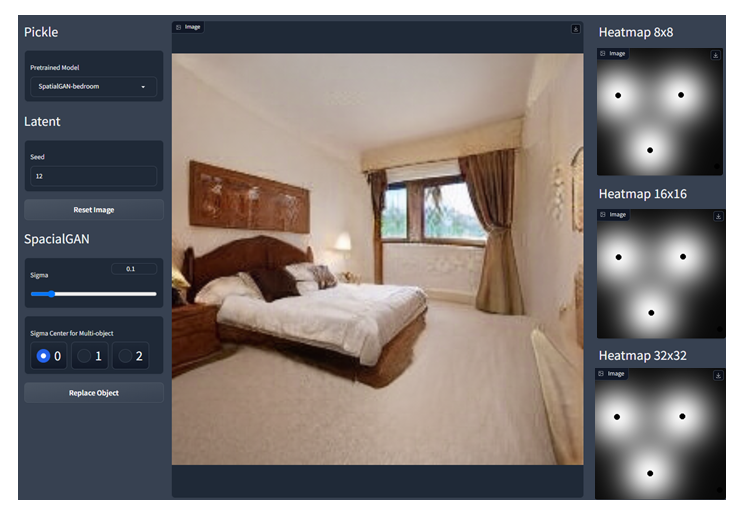 Pickle
Pretrained Model
SpatialGAN-bedroom
Latent
Seed
12
Reset Image
SpacialGAN
Sigma
0.1
Sigma Center for Multi-object
0
1
2
Replace Object
Image
Heatmap 8x8
Image
Heatmap 16x16
Image
Heatmap 32x32
Image